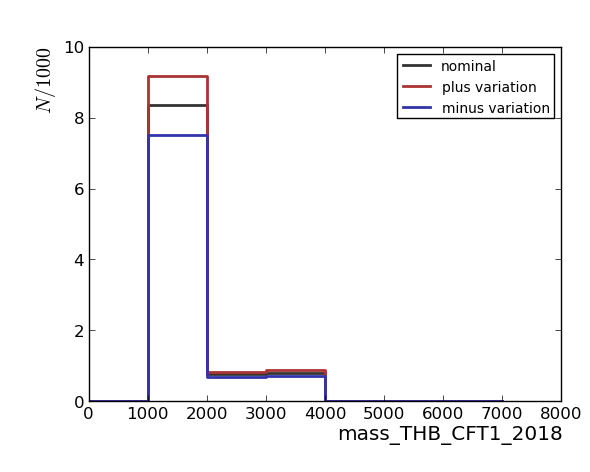 N/1000
10
8
6
4
2
0
nominal
plus variation
minus variation
0 1000 2000 3000 4000 5000 6000 7000 8000
mass_THB_CFT1_2018